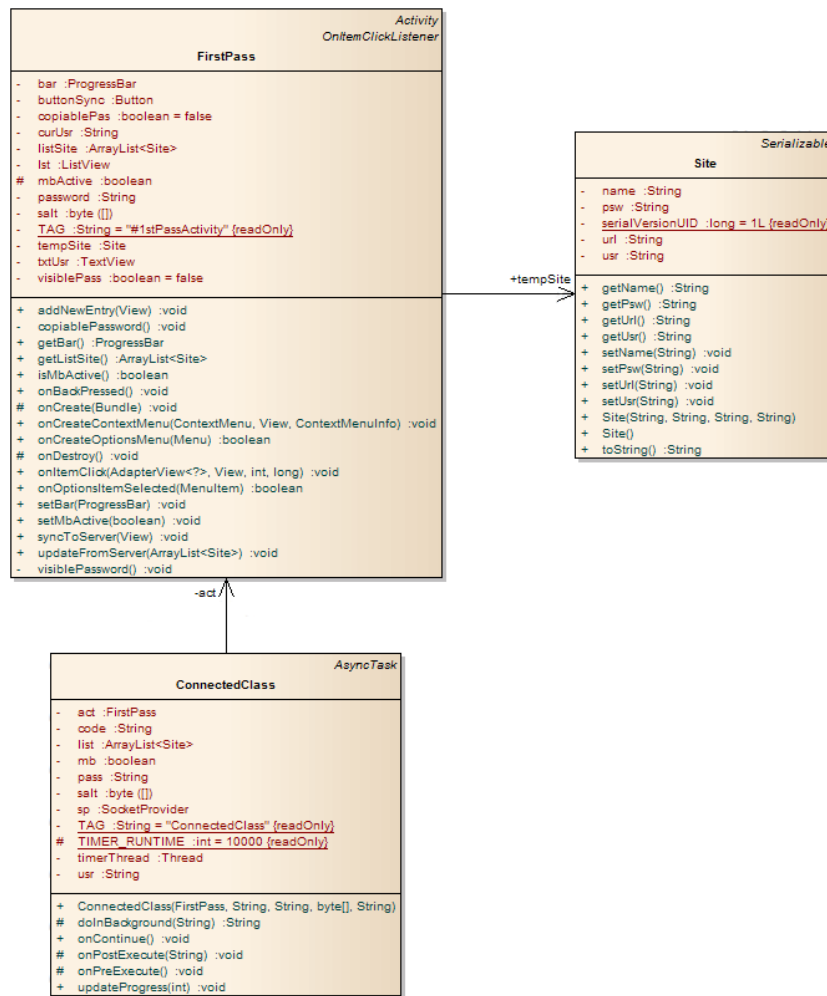 Activity
OnItemClickListener
FirstPass
- bar :ProgressBar
- buttonSync :Button
- copiablePas :boolean = false
- curUsr :String
- listSite :ArrayList<Site>
- lst :ListView
# mbActive :boolean
- password :String
- salt :byte ([])
- TAG :String = "#1stPassActivity" {readOnly}
- tempSite :Site
- txtUsr :TextView
- visiblePass :boolean = false
+ addNewEntry(View) :void
- copiablePassword() :void
+ getBar() :ProgressBar
+ getListSite() :ArrayList<Site>
+ isMbActive() :boolean
+ onBackPressed() :void
# onCreate(Bundle) :void
+ onCreateContextMenu(ContextMenu, View, ContextMenuInfo) :void
+ onCreateOptionsMenu(Menu) :boolean
# onDestroy() :void
+ onItemClick(AdapterView<?>, View, int, long) :void
+ onOptionsItemSelected(MenuItem) :boolean
+ setBar(ProgressBar) :void
+ setMbActive(boolean) :void
+ syncToServer(View) :void
+ updateFromServer(ArrayList<Site>) :void
- visiblePassword() :void
+tempSite
Serializable
Site
- name :String
- psw :String
- serialVersionUID :long = 1L {readOnly}
- url :String
- usr :String
+ getName() :String
+ getPsw() :String
+ getUrl() :String
+ getUsr() :String
+ setName(String) :void
+ setPsw(String) :void
+ setUrl(String) :void
+ setUsr(String) :void
+ Site(String, String, String, String)
+ Site()
+ toString() :String
-act
AsyncTask
ConnectedClass
- act :FirstPass
- code :String
- list :ArrayList<Site>
- mb :boolean
- pass :String
- salt :byte ([])
- sp :SocketProvider
- TAG :String = "ConnectedClass" {readOnly}
# TIMER_RUNTIME :int = 10000 {readOnly}
- timerThread :Thread
- usr :String
+ ConnectedClass(FirstPass, String, String, byte[], String)
# doInBackground(String) :String
+ onContinue() :void
# onPostExecute(String) :void
# onPreExecute() :void
+ updateProgress(int) :void